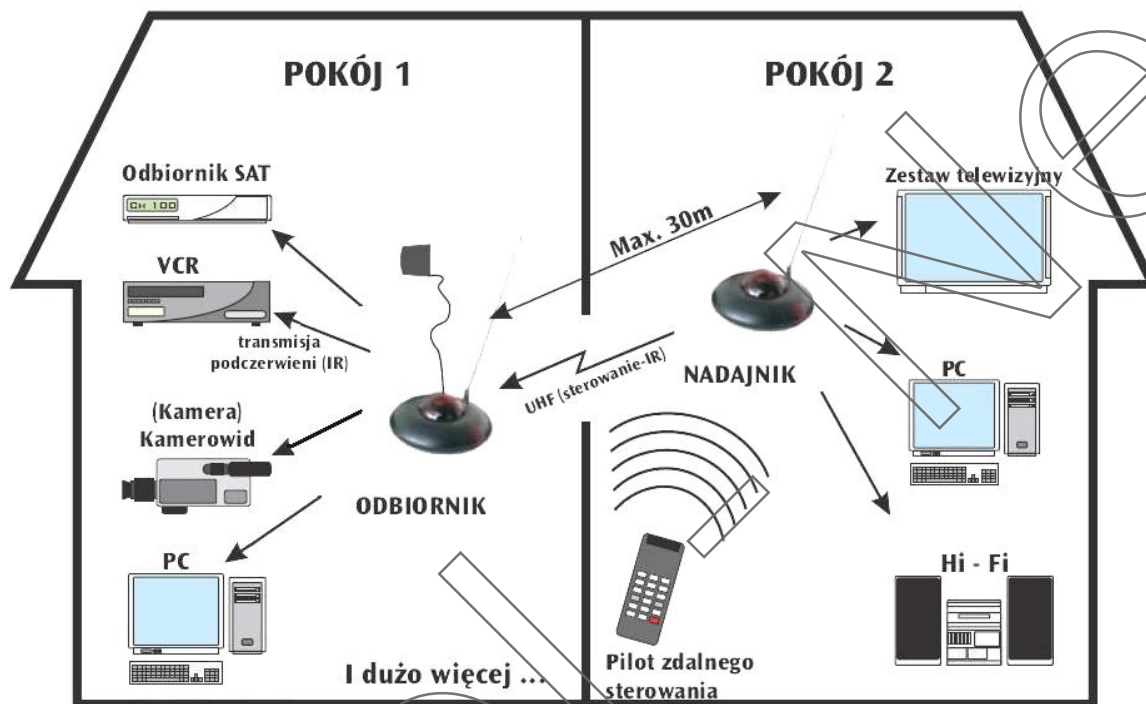 POKÓJ 1
POKÓJ 2
Odbiornik SAT
CH 100
VCR
transmisja
podczerwieni (IR)
(Kamera)
Kamerowid
PC
ODBIORNIK
I dużo więcej ...
Max. 30m
UHF (sterowanie-IR)
NADAJNIK
Zestaw telewizyjny
PC
Hi - Fi
Pilot zdalnego
sterowania